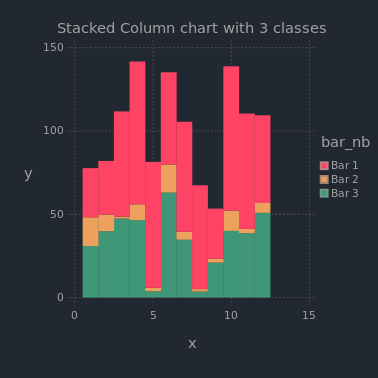 Stacked Column chart with 3 classes
150
100
50
0
0 5 10 15
y
x
bar_nb
Bar 1
Bar 2
Bar 3